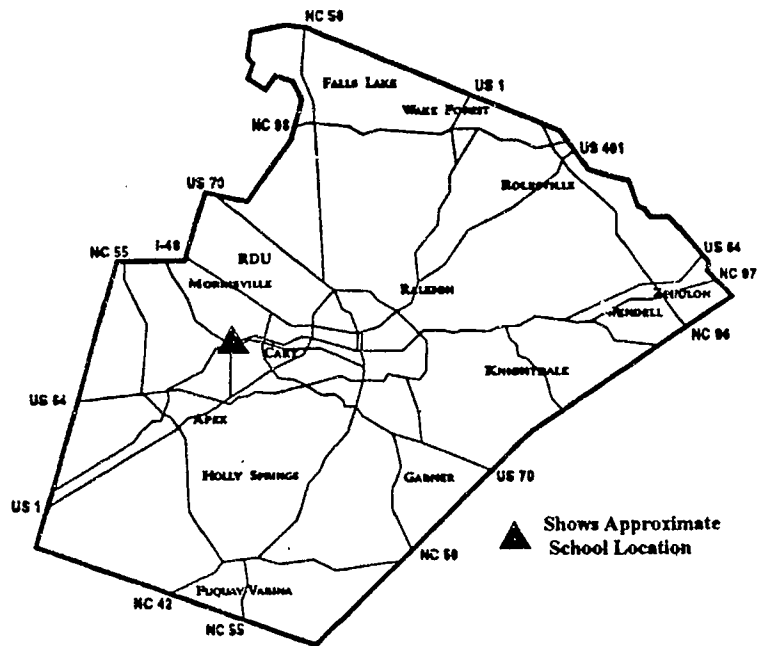 NC 50
FALLS LAKE
US 1
WAKE FOREST
NC 98
US 401
ROLESVILLE
US 70
US 64
NC 55
I-40
RDU
NC 97
MORRISVILLE
RALEIGH
ZEBULON
WENDELL
NC 96
CARY
KNIGHTDALE
US 64
APEX
HOLLY SPRINGS
GARNER
US 70
US 1
Shows Approximate
School Location
NC 50
FUQUAY VARINA
NC 42
NC 55